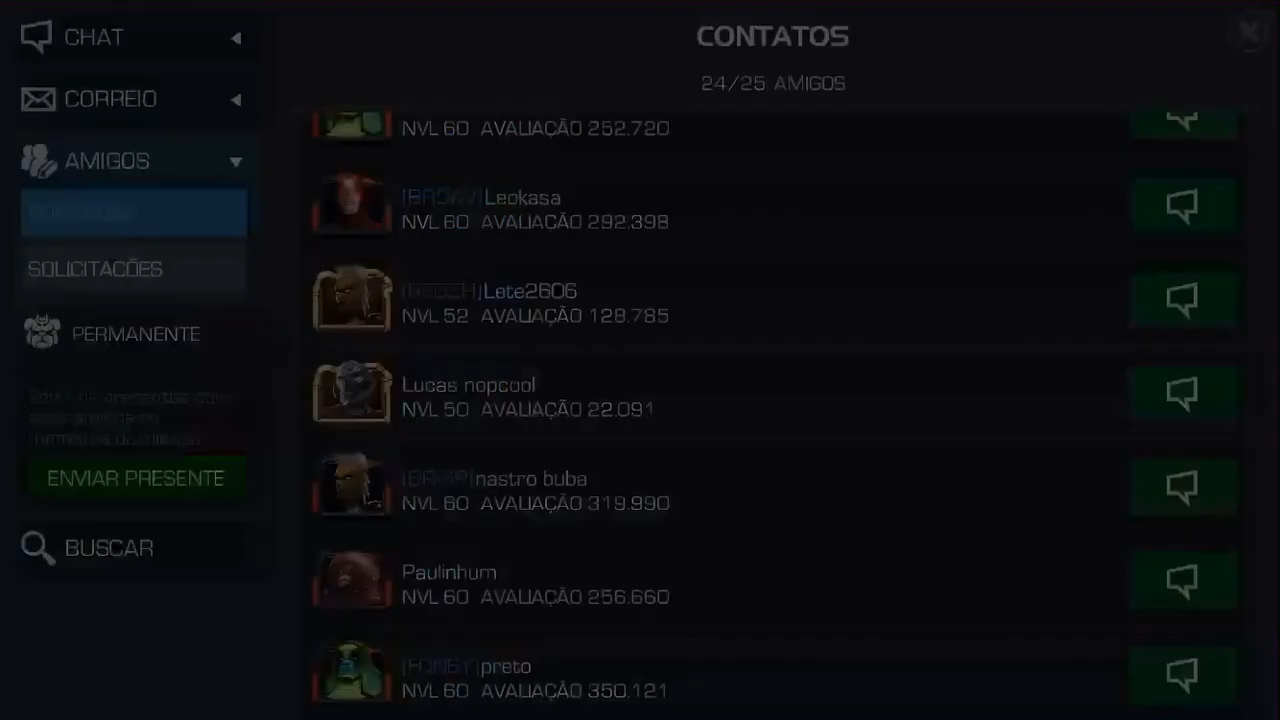 CHAT
CORREIO
AMIGOS
SOLICITAÇÕES
PERMANENTE
ENVIAR PRESENTE
BUSCAR
CONTATOS
24/25 AMIGOS
NVL 60 AVALIAÇÃO 252.720
Leokasa
NVL 60 AVALIAÇÃO 292.398
Lete2606
NVL 52 AVALIAÇÃO 128.785
Lucas nopcool
NVL 50 AVALIAÇÃO 22.091
nastro buba
NVL 60 AVALIAÇÃO 319.990
Paulinhum
NVL 60 AVALIAÇÃO 256.660
preto
NVL 60 AVALIAÇÃO 350.121